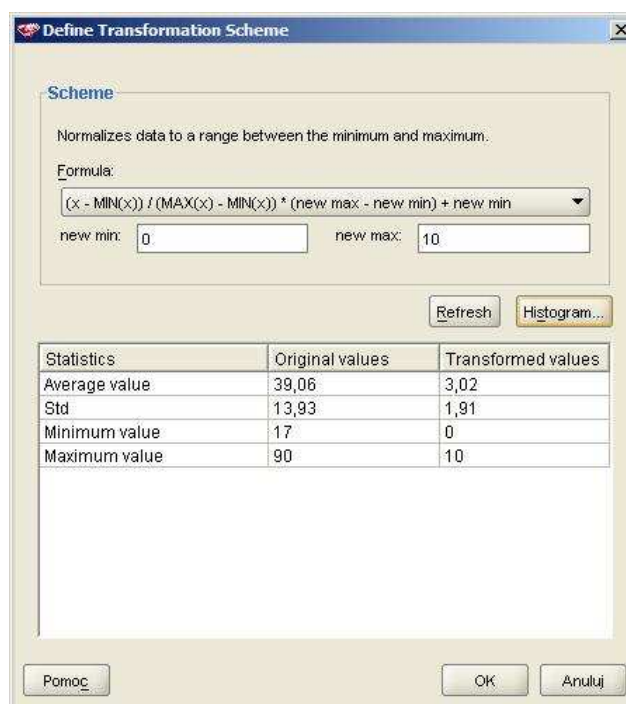 Define Transformation Scheme
Scheme
Normalizes data to a range between the minimum and maximum.
Formula:
(x - MIN(x)) / (MAX(x) - MIN(x)) * (new max - new min) + new min
new min: 0 new max: 10
Refresh Histogram...
Statistics Original values Transformed values
Average value 39,06 3,02
Std 13,93 1,91
Minimum value 17 0
Maximum value 90 10
Pomoc OK Anuluj